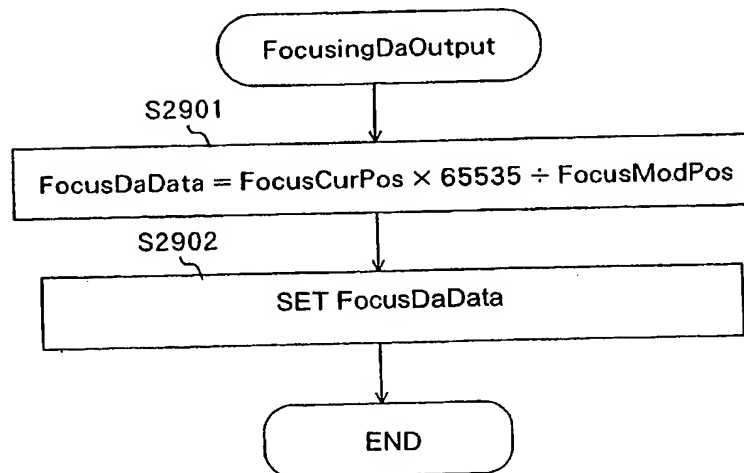 FocusingDaOutput
S2901
FocusDaData = FocusCurPos × 65535 ÷ FocusModPos
S2902
SET FocusDaData
END